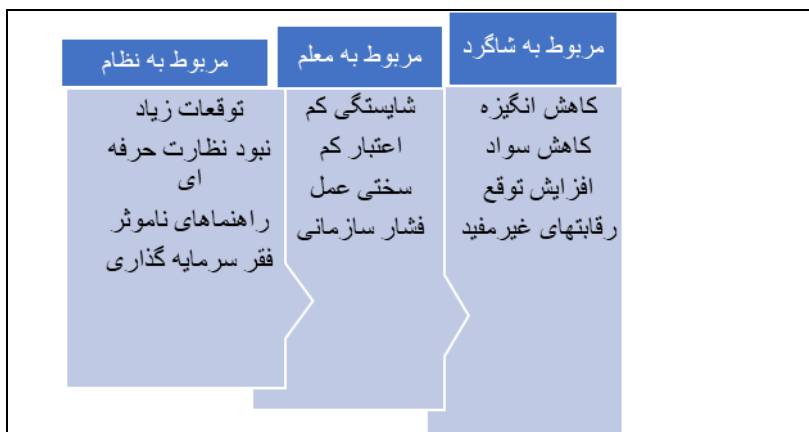 مربوط به شاگرد
کاهش انگیزه
کاهش سواد
افزایش توقع
رقابتهای غیرمفید
مربوط به معلم
شایستگی کم
اعتبار کم
سختی عمل
فشار سازمانی
مربوط به نظام
توقعات زیاد
نبود نظارت حرفه
ای
راهنماهای ناموثر
فقر سرمایه گذاری